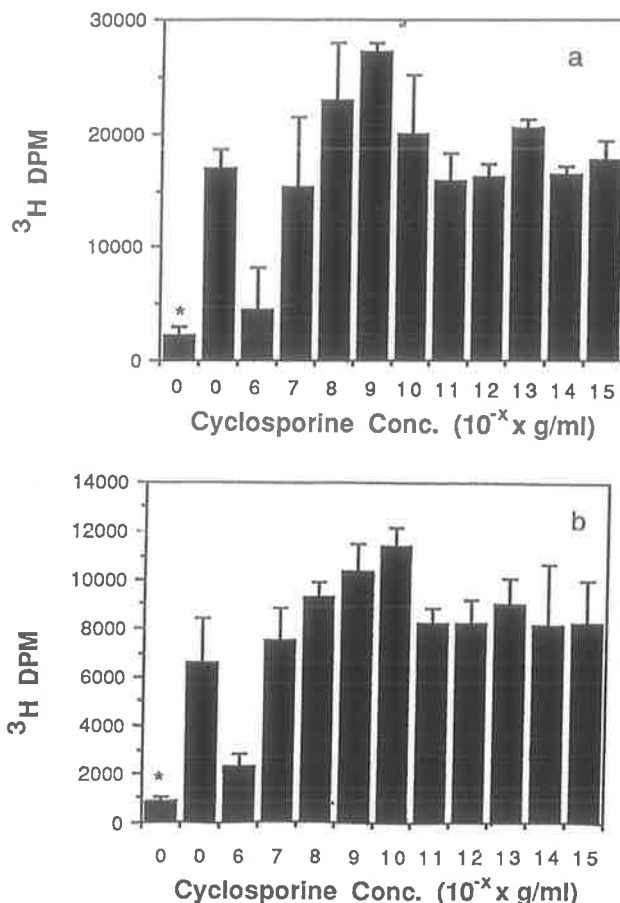 30000
a
20000
³H DPM
10000
*
0
0 0 6 7 8 9 10 11 12 13 14 15
Cyclosporine Conc. (10⁻ˣ x g/ml)
14000
b
12000
10000
8000
³H DPM
6000
4000
2000
*
0
0 0 6 7 8 9 10 11 12 13 14 15
Cyclosporine Conc. (10⁻ˣ x g/ml)